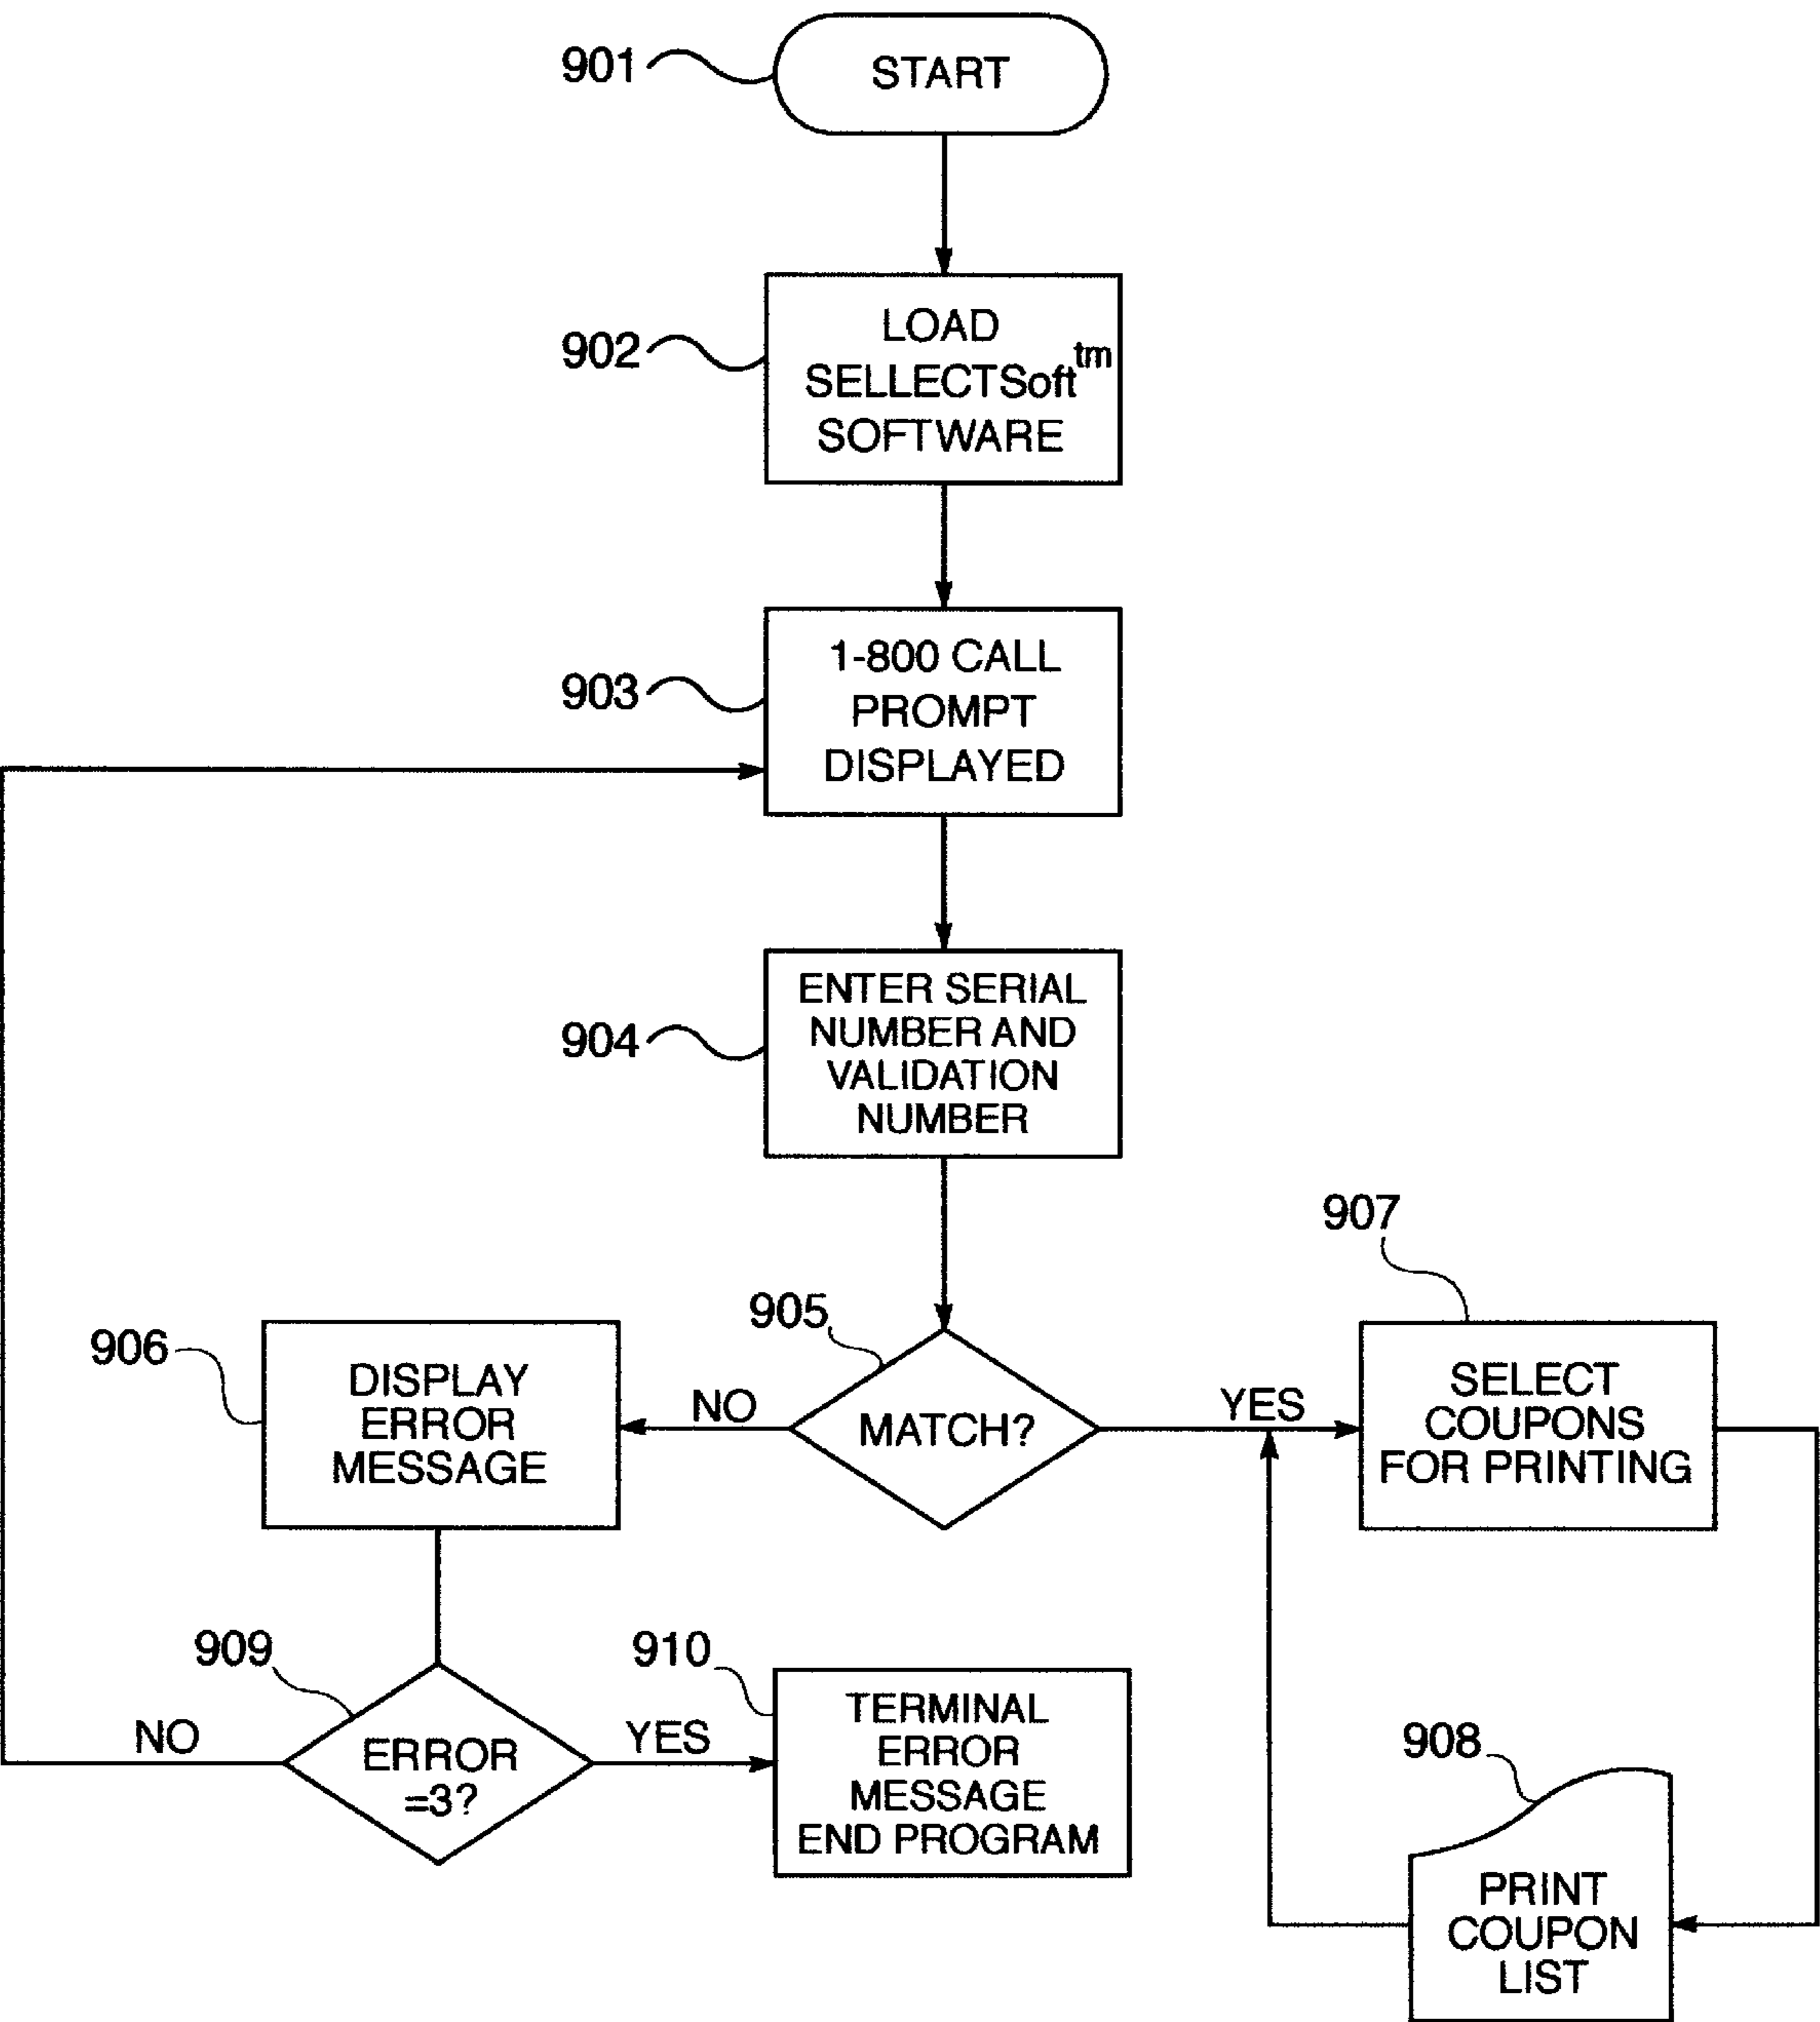 901
START
902
LOAD
SELLECTSoft tm
SOFTWARE
903
1-800 CALL
PROMPT
DISPLAYED
904
ENTER SERIAL
NUMBER AND
VALIDATION
NUMBER
905
MATCH?
NO
YES
906
DISPLAY
ERROR
MESSAGE
907
SELECT
COUPONS
FOR PRINTING
909
ERROR
=3?
NO
YES
910
TERMINAL
ERROR
MESSAGE
END PROGRAM
908
PRINT
COUPON
LIST